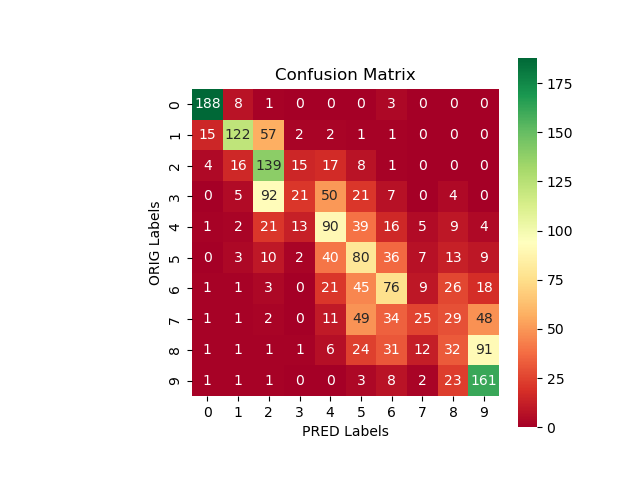 Confusion Matrix
0 188 8 1 0 0 0 3 0 0 0
1 15 122 57 2 2 1 1 0 0 0
2 4 16 139 15 17 8 1 0 0 0
3 0 5 92 21 50 21 7 0 4 0
4 1 2 21 13 90 39 16 5 9 4
5 0 3 10 2 40 80 36 7 13 9
6 1 1 3 0 21 45 76 9 26 18
7 1 1 2 0 11 49 34 25 29 48
8 1 1 1 1 6 24 31 12 32 91
9 1 1 1 0 0 3 8 2 23 161
0 1 2 3 4 5 6 7 8 9
PRED Labels
ORIG Labels
175
150
125
100
75
50
25
0